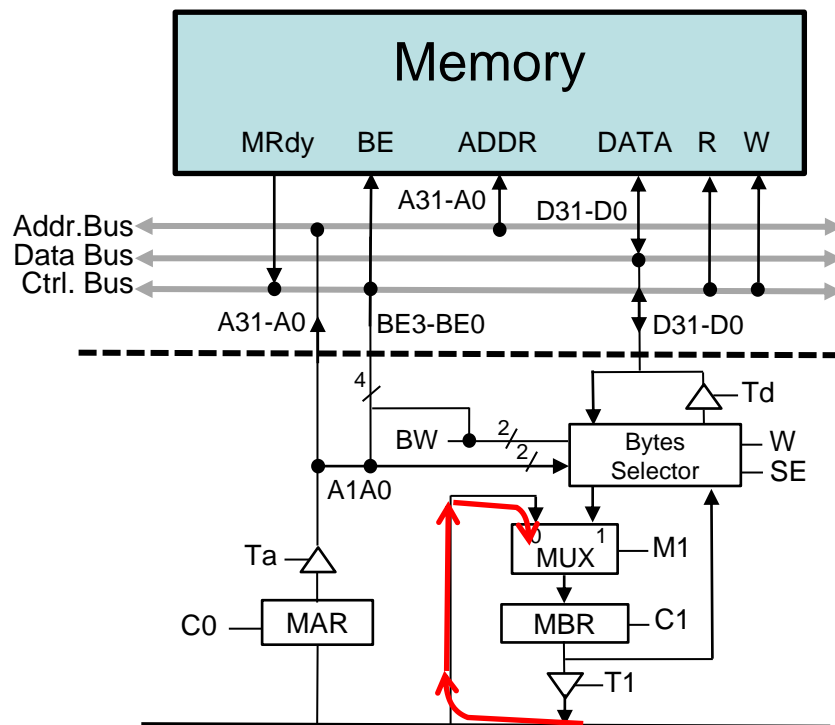 Memory
MRdy BE ADDR DATA R W
A31-A0 D31-D0
Addr.Bus
Data Bus
Ctrl. Bus
A31-A0 BE3-BE0 D31-D0
4
Td
BW 2 Bytes W
2 Selector SE
A1A0
0 1
Ta MUX M1
C0 MAR MBR C1
T1